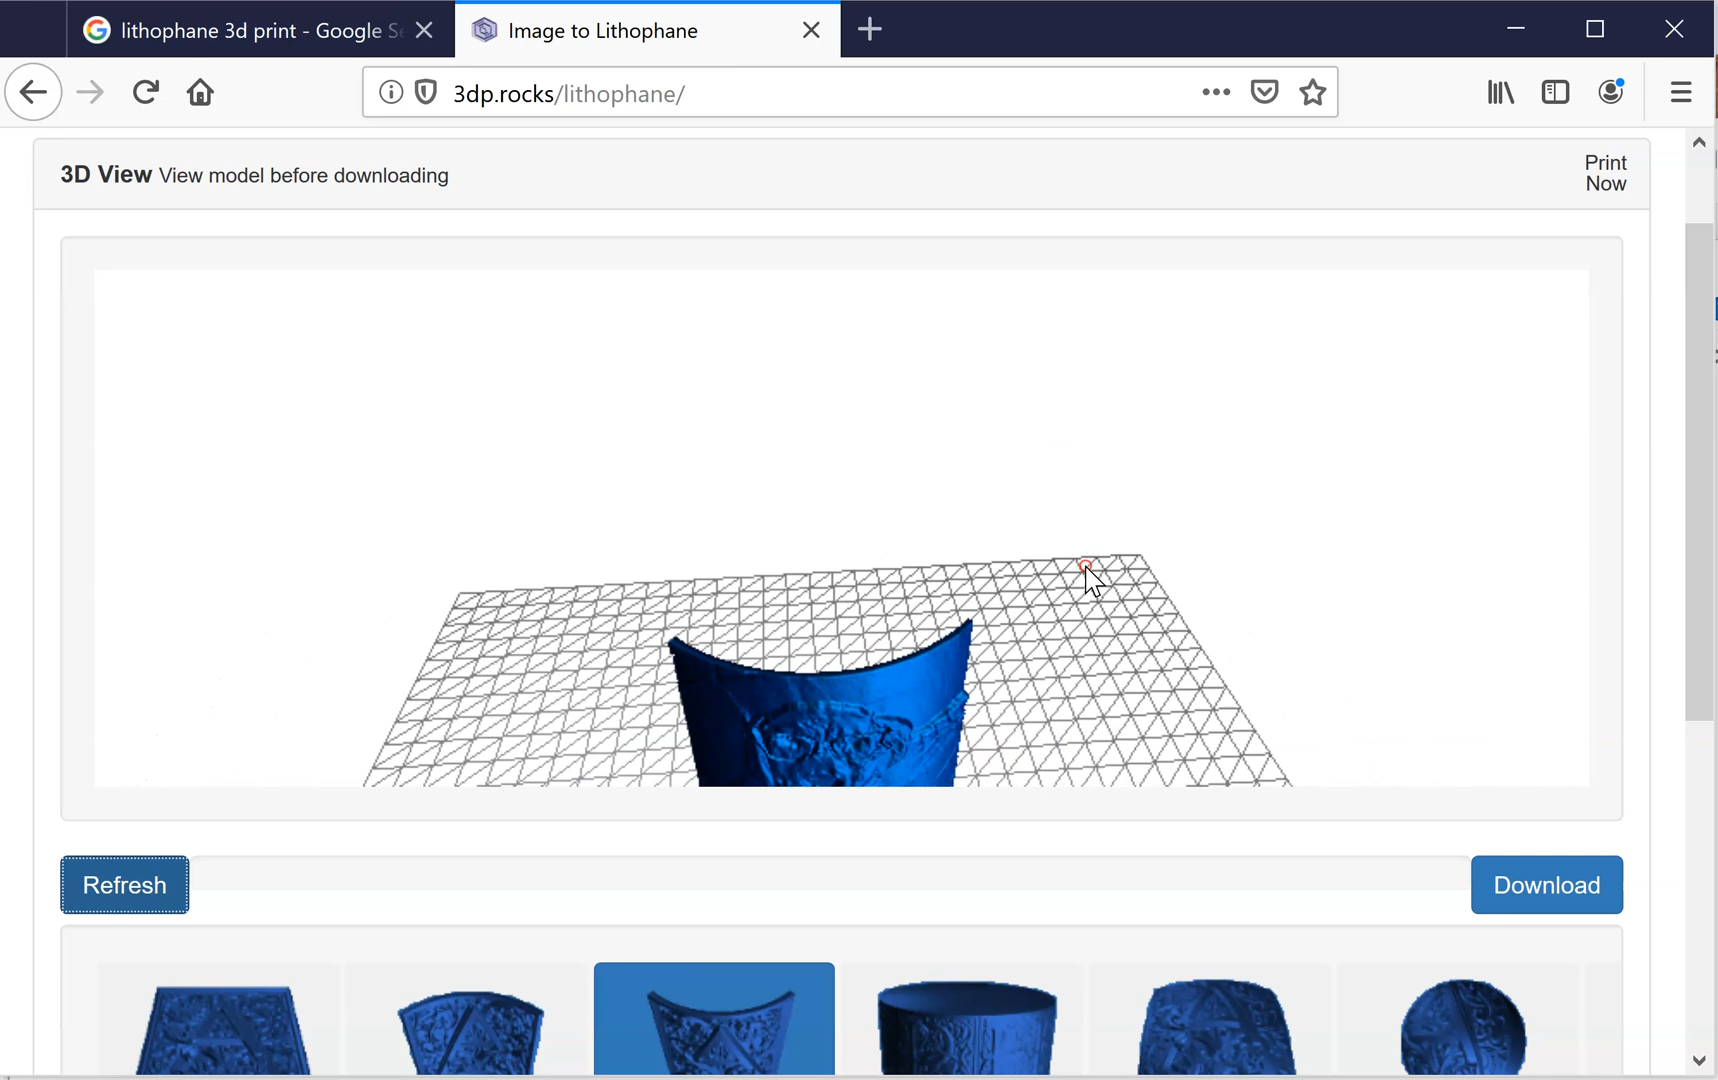 lithophane 3d print - Google Se
Image to Lithophane
3dp.rocks/lithophane/
3D View View model before downloading
Print
Now
Refresh
Download